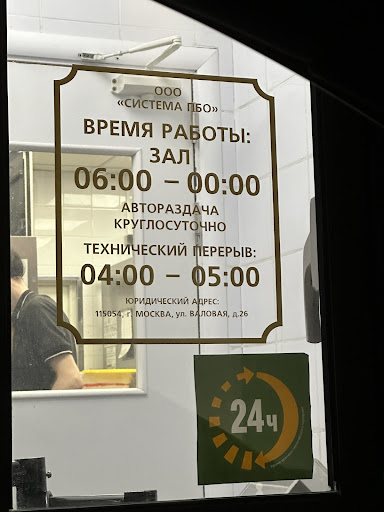 ООО
«СИСТЕМА ПБО»
ВРЕМЯ РАБОТЫ:
ЗАЛ
06:00 – 00:00
АВТОРАЗДАЧА
КРУГЛОСУТОЧНО
ТЕХНИЧЕСКИЙ ПЕРЕРЫВ:
04:00 – 05:00
ЮРИДИЧЕСКИЙ АДРЕС:
115054, г. МОСКВА, ул. ВАЛОВАЯ, д.26
24ч